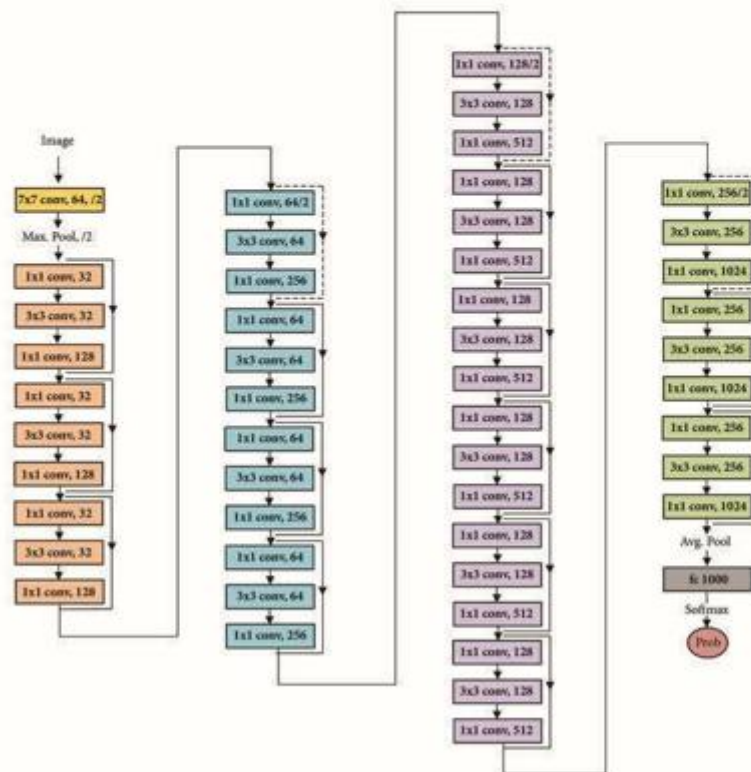 Image
7x7 conv, 64, /2
Max. Pool, /2
1x1 conv, 32
3x3 conv, 32
1x1 conv, 128
1x1 conv, 32
3x3 conv, 32
1x1 conv, 128
1x1 conv, 32
3x3 conv, 32
1x1 conv, 128
1x1 conv, 64/2
3x3 conv, 64
1x1 conv, 256
1x1 conv, 64
3x3 conv, 64
1x1 conv, 256
1x1 conv, 64
3x3 conv, 64
1x1 conv, 256
1x1 conv, 64
3x3 conv, 64
1x1 conv, 256
1x1 conv, 128/2
3x3 conv, 128
1x1 conv, 512
1x1 conv, 128
3x3 conv, 128
1x1 conv, 512
1x1 conv, 128
3x3 conv, 128
1x1 conv, 512
1x1 conv, 128
3x3 conv, 128
1x1 conv, 512
1x1 conv, 128
3x3 conv, 128
1x1 conv, 512
1x1 conv, 128
3x3 conv, 128
1x1 conv, 512
1x1 conv, 256/2
3x3 conv, 256
1x1 conv, 1024
1x1 conv, 256
3x3 conv, 256
1x1 conv, 1024
1x1 conv, 256
3x3 conv, 256
1x1 conv, 1024
Avg. Pool
fc 1000
Softmax
Prob